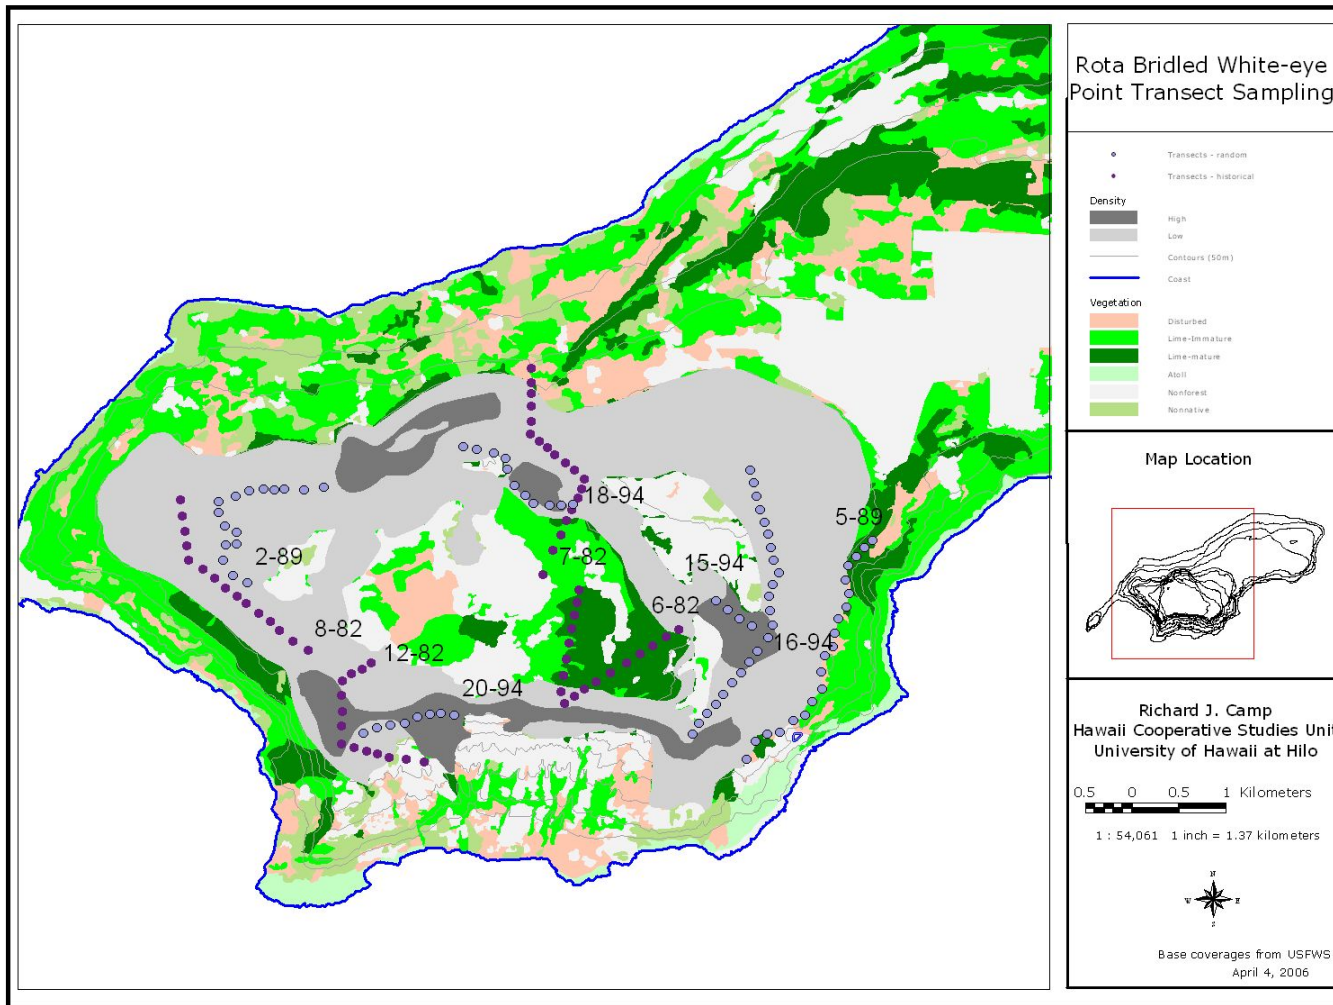 Rota Bridled White-eye
Point Transect Sampling
Transects - random
Transects - historical
Density
High
Low
Contours (50m)
Coast
Vegetation
Disturbed
Lime-Immature
Lime-mature
Atoll
Nonforest
Nonnative
18-94
5-89
2-89
7-82
15-94
6-82
8-82
16-94
12-82
20-94
Map Location
Richard J. Camp
Hawaii Cooperative Studies Unit
University of Hawaii at Hilo
0.5 0 0.5 1 Kilometers
1 : 54,061 1 inch = 1.37 kilometers
N
W E
S
Base coverages from USFWS
April 4, 2006